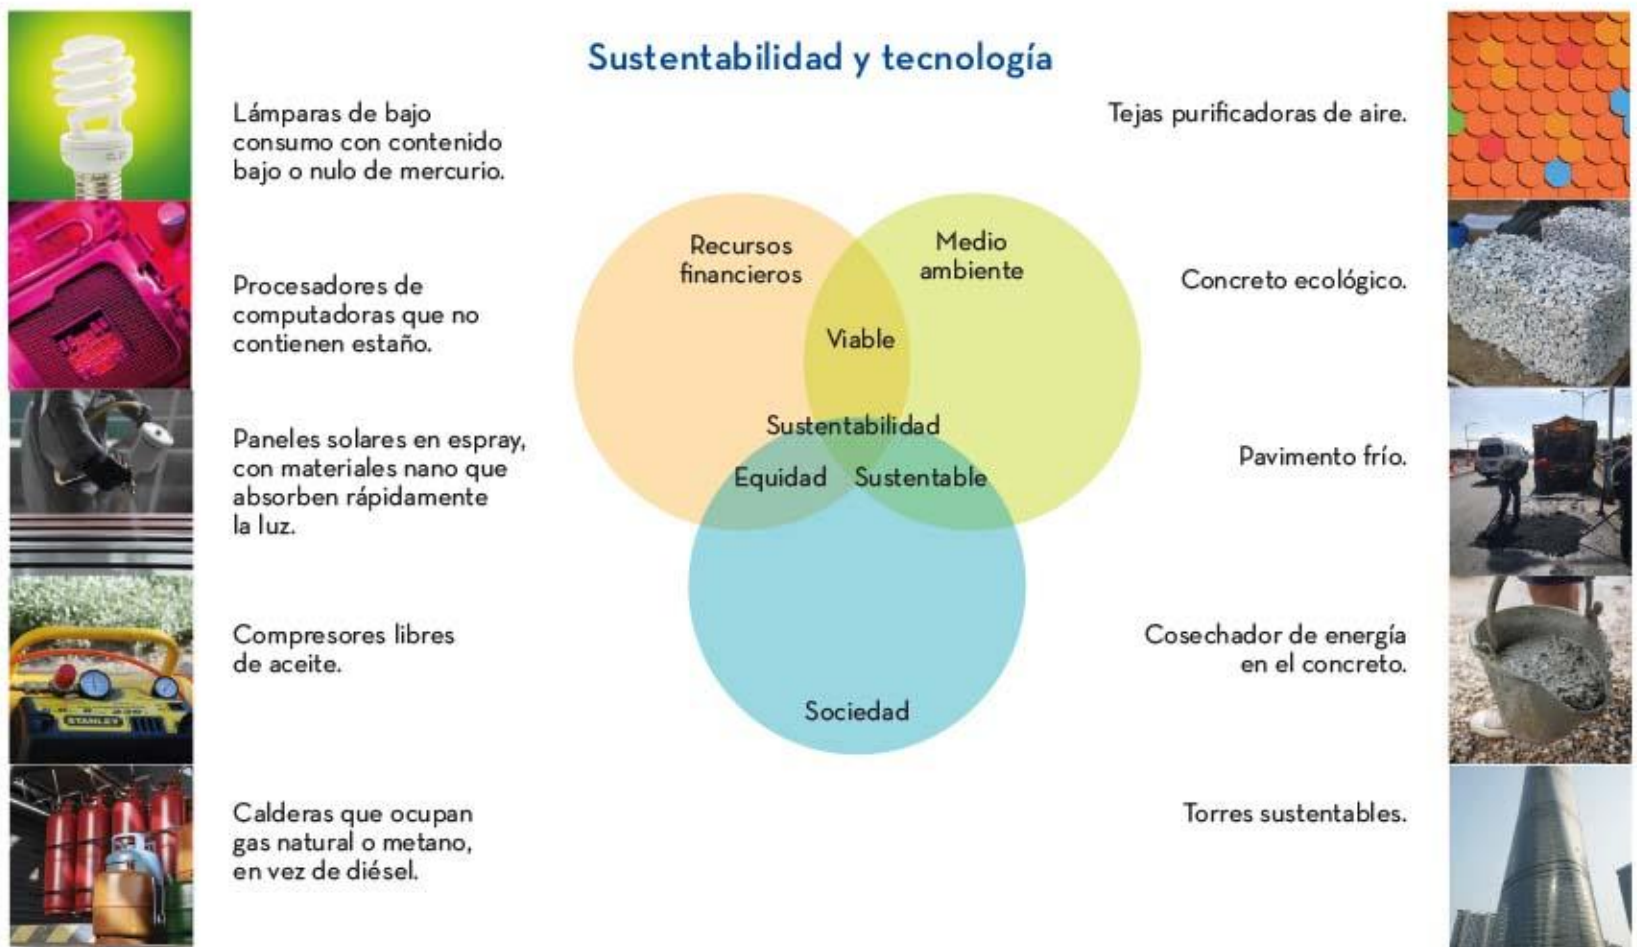 Sustentabilidad y tecnología
Lámparas de bajo
consumo con contenido
bajo o nulo de mercurio.
Procesadores de
computadoras que no
contienen estaño.
Paneles solares en espray,
con materiales nano que
absorben rápidamente
la luz.
Compresores libres
de aceite.
STANLEY
Calderas que ocupan
gas natural o metano,
en vez de diésel.
Recursos
financieros
Medio
ambiente
Viable
Sustentabilidad
Equidad
Sustentable
Sociedad
Tejas purificadoras de aire.
Concreto ecológico.
Pavimento frío.
Cosechador de energía
en el concreto.
Torres sustentables.